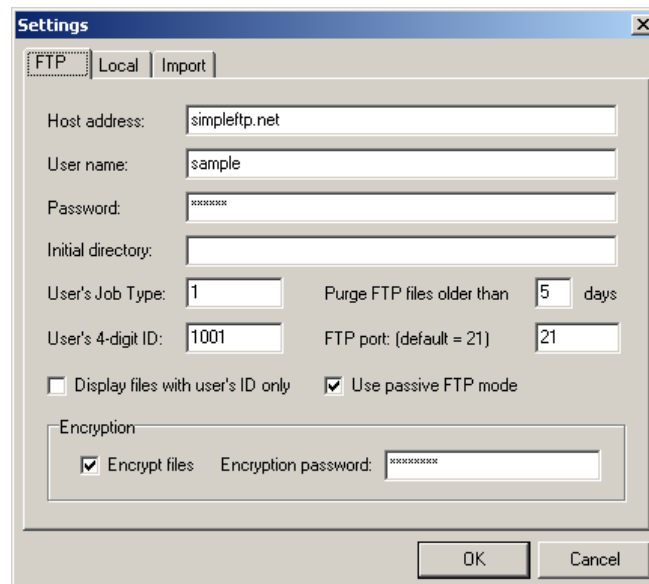 Settings
FTP Local Import
Host address: simpleftp.net
User name: sample
Password: ******
Initial directory:
User's Job Type: 1 Purge FTP files older than 5 days
User's 4-digit ID: 1001 FTP port: (default = 21) 21
Display files with user's ID only Use passive FTP mode
Encryption
Encrypt files Encryption password: ********
OK Cancel